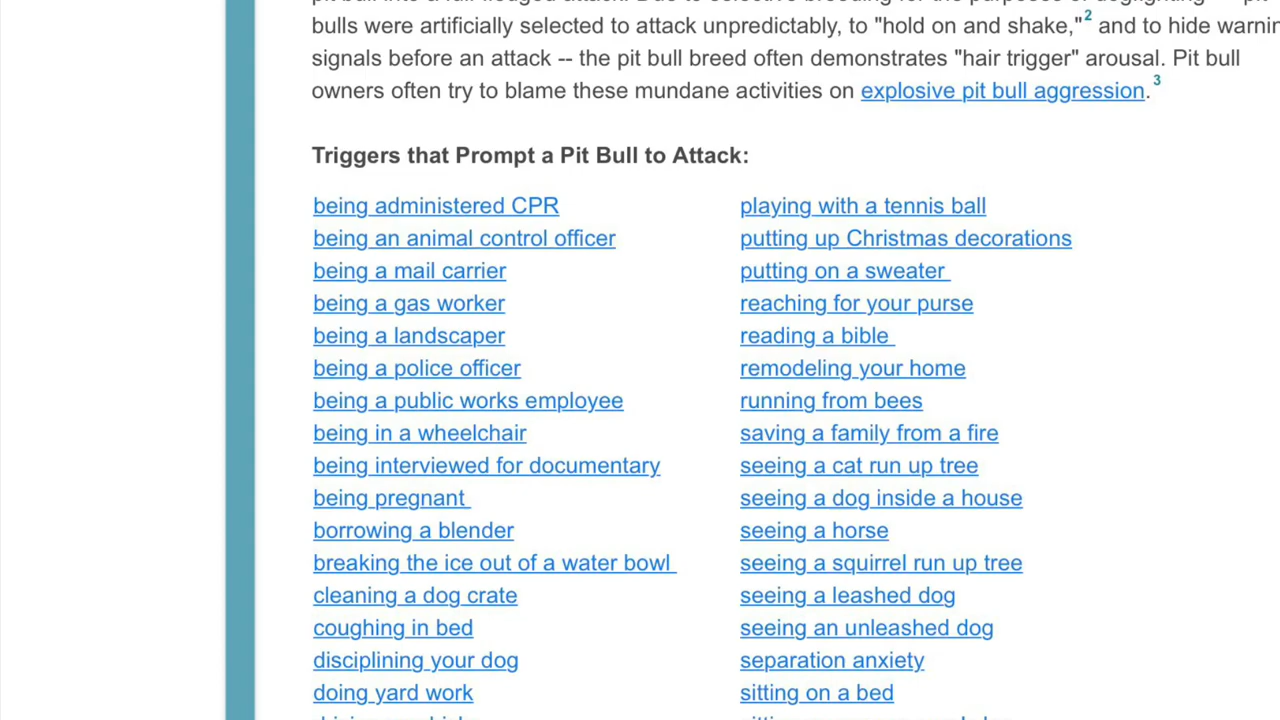 bulls were artificially selected to attack unpredictably, to "hold on and shake,"2 and to hide
signals before an attack -- the pit bull breed often demonstrates "hair trigger" arousal. Pit bull
owners often try to blame these mundane activities on explosive pit bull aggression.3
Triggers that Prompt a Pit Bull to Attack:
being administered CPR
being an animal control officer
being a mail carrier
being a gas worker
being a landscaper
being a police officer
being a public works employee
being in a wheelchair
being interviewed for documentary
being pregnant
borrowing a blender
breaking the ice out of a water bowl
cleaning a dog crate
coughing in bed
disciplining your dog
doing yard work
playing with a tennis ball
putting up Christmas decorations
putting on a sweater
reaching for your purse
reading a bible
remodeling your home
running from bees
saving a family from a fire
seeing a cat run up tree
seeing a dog inside a house
seeing a horse
seeing a squirrel run up tree
seeing a leashed dog
seeing an unleashed dog
separation anxiety
sitting on a bed